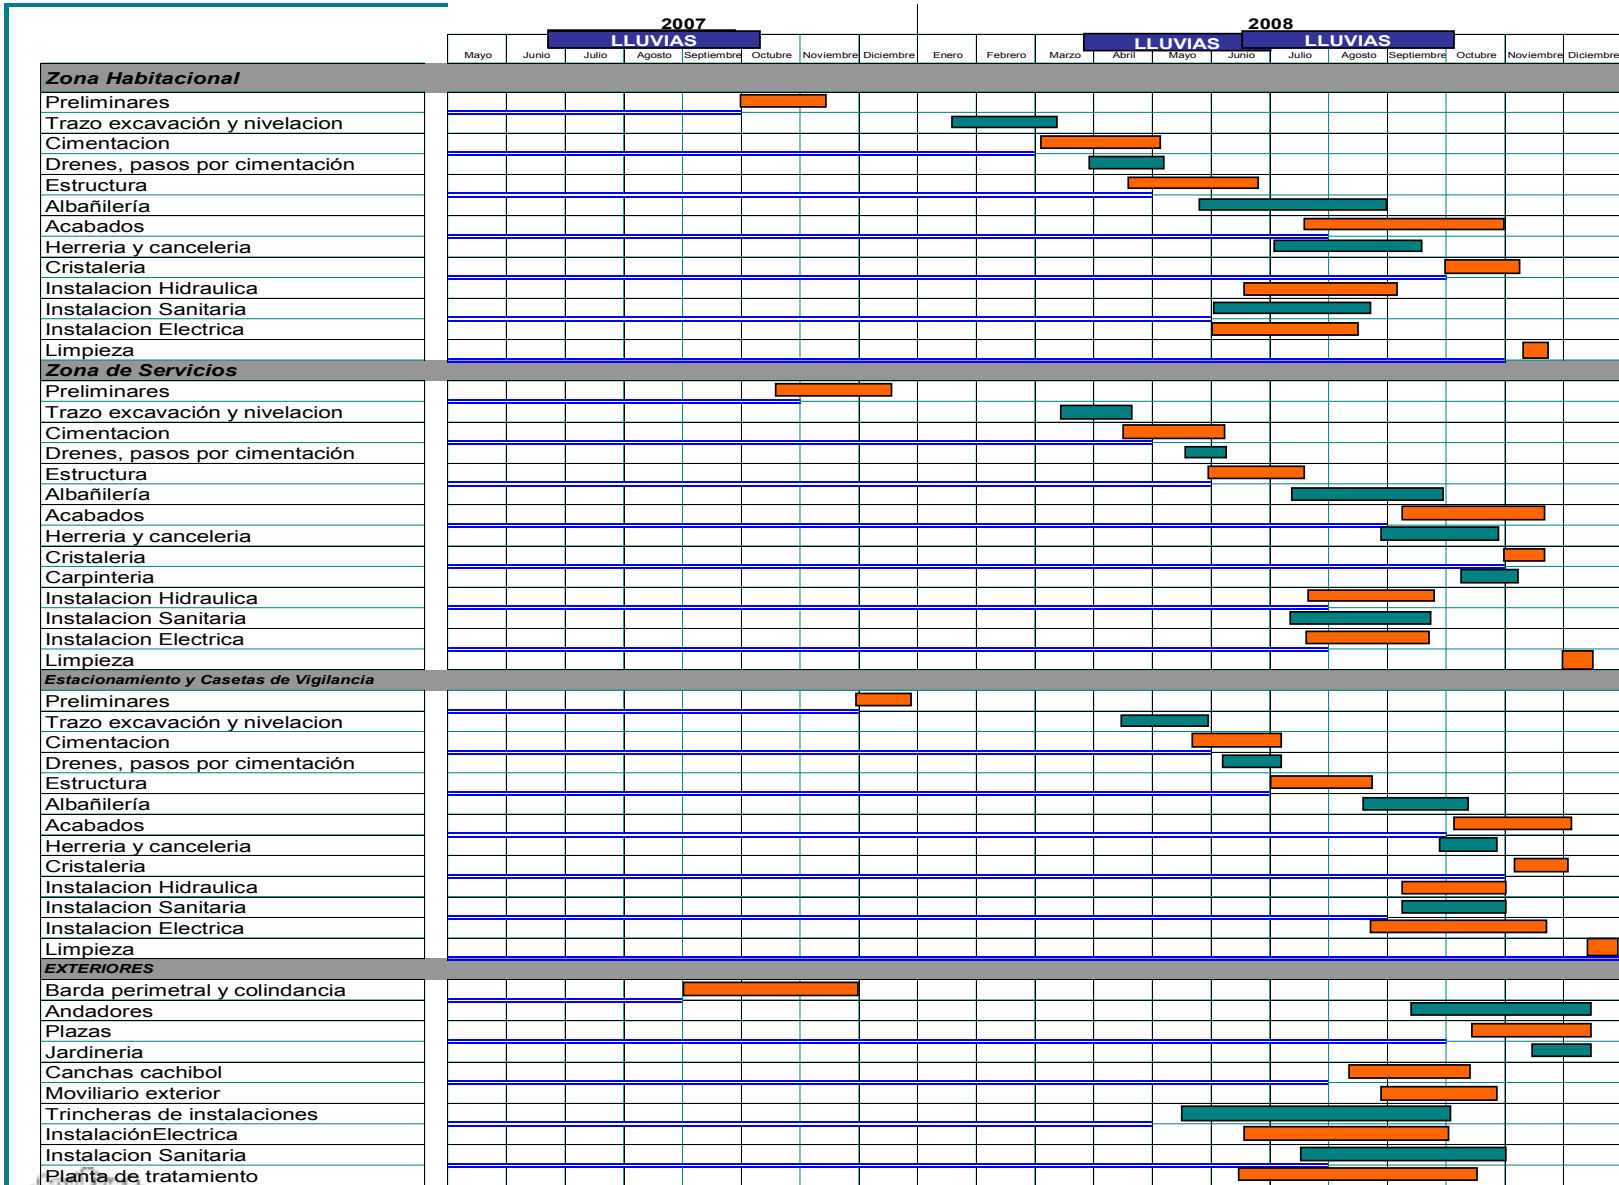 2007 2008
LLUVIAS LLUVIAS LLUVIAS
Mayo Junio Julio Agosto Septiembre Octubre Noviembre Diciembre Enero Febrero Marzo Abril Mayo Junio Julio Agosto Septiembre Octubre Noviembre Diciembre
Zona Habitacional
Preliminares
Trazo excavación y nivelacion
Cimentacion
Drenes, pasos por cimentación
Estructura
Albañilería
Acabados
Herreria y canceleria
Cristaleria
Instalacion Hidraulica
Instalacion Sanitaria
Instalacion Electrica
Limpieza
Zona de Servicios
Preliminares
Trazo excavación y nivelacion
Cimentacion
Drenes, pasos por cimentación
Estructura
Albañilería
Acabados
Herreria y canceleria
Cristaleria
Carpinteria
Instalacion Hidraulica
Instalacion Sanitaria
Instalacion Electrica
Limpieza
Estacionamiento y Casetas de Vigilancia
Preliminares
Trazo excavación y nivelacion
Cimentacion
Drenes, pasos por cimentación
Estructura
Albañilería
Acabados
Herreria y canceleria
Cristaleria
Instalacion Hidraulica
Instalacion Sanitaria
Instalacion Electrica
Limpieza
EXTERIORES
Barda perimetral y colindancia
Andadores
Plazas
Jardineria
Canchas cachibol
Moviliario exterior
Trincheras de instalaciones
InstalaciónElectrica
Instalacion Sanitaria
Planta de tratamiento